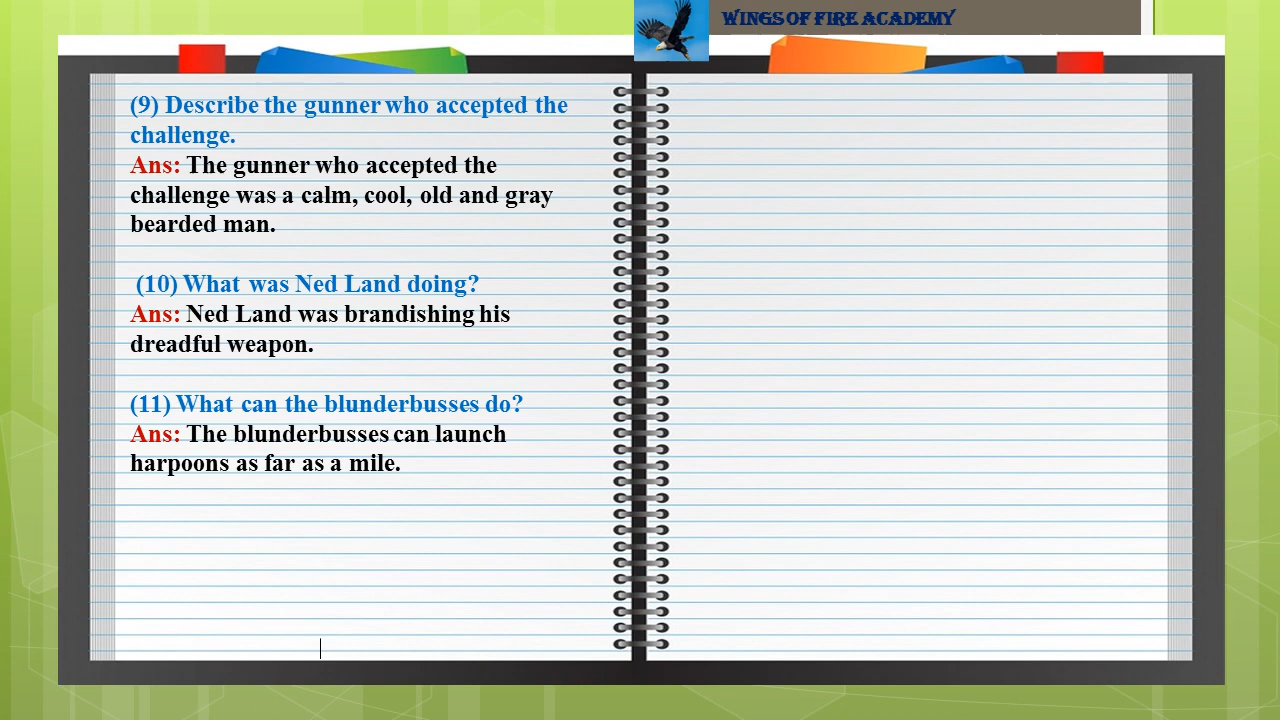 WINGS OF FIRE ACADEMY
(9) Describe the gunner who accepted the
challenge.
Ans: The gunner who accepted the
challenge was a calm, cool, old and gray
bearded man.
(10) What was Ned Land doing?
Ans: Ned Land was brandishing his
dreadful weapon.
(11) What can the blunderbusses do?
Ans: The blunderbusses can launch
harpoons as far as a mile.